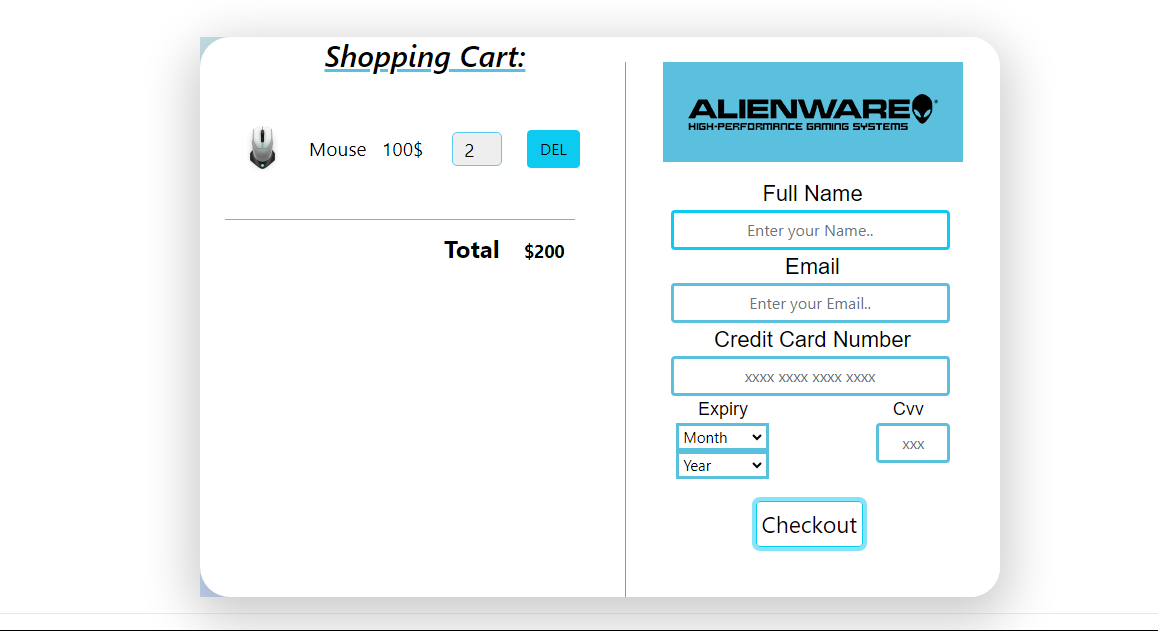 Shopping Cart:
Mouse 100$ 2 DEL
Total $200
ALIENWARE
HIGH-PERFORMANCE GAMING SYSTEMS
Full Name
Enter your Name..
Email
Enter your Email..
Credit Card Number
xxxx xxxx xxxx xxxx
Expiry Cvv
Month xxx
Year
Checkout